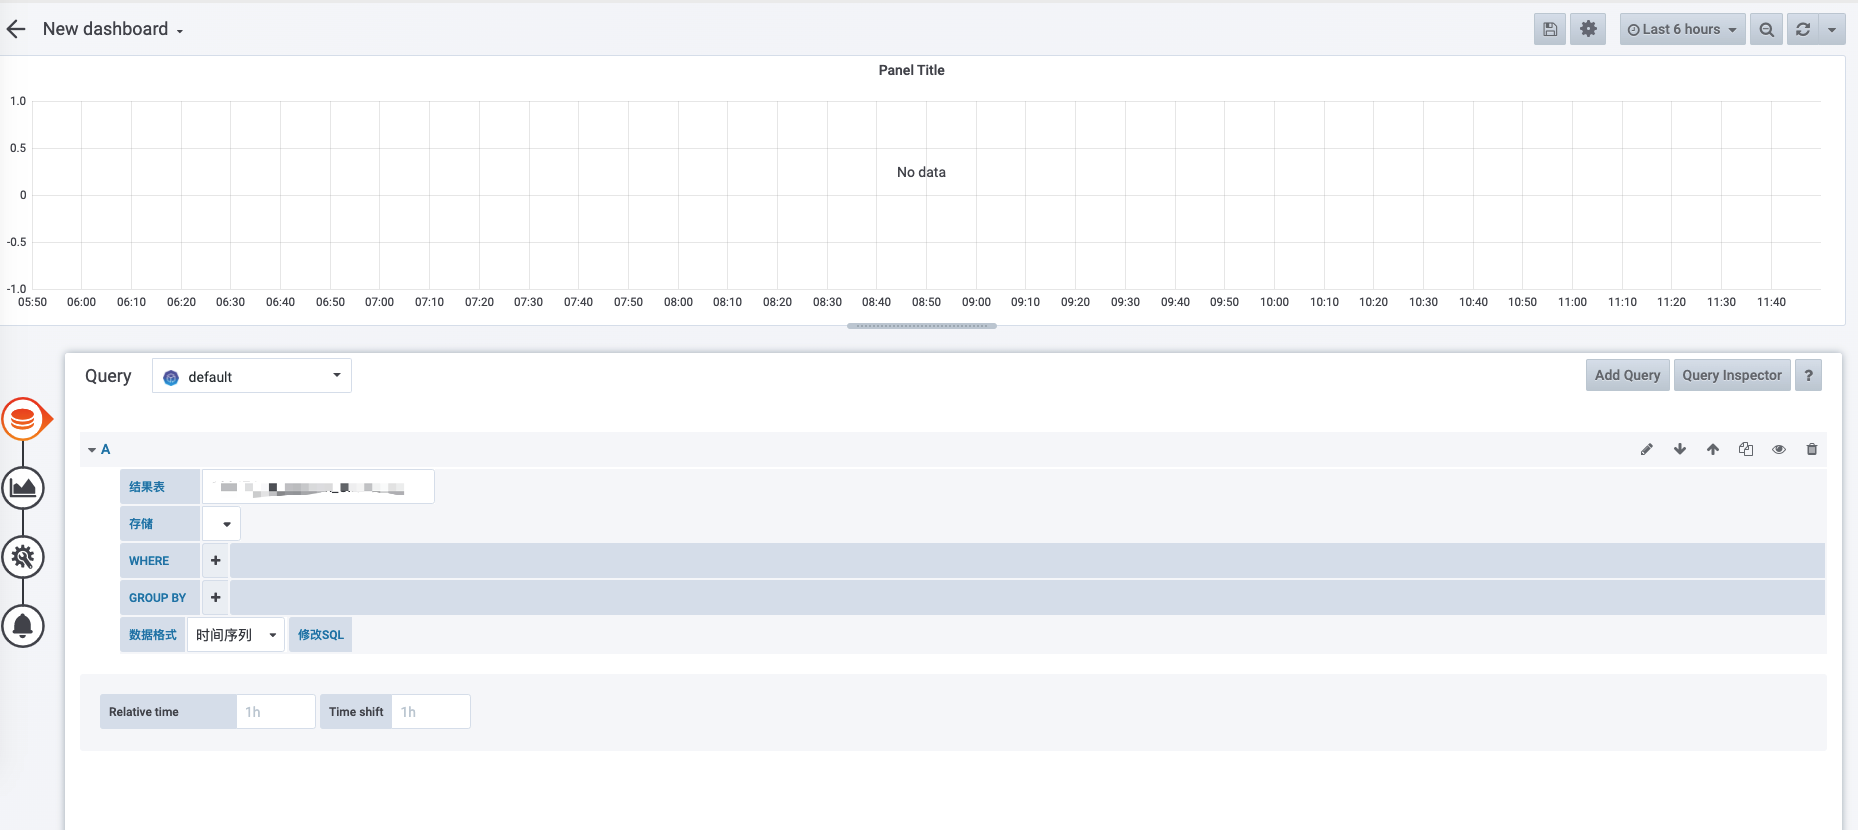 New dashboard
Last 6 hours
Panel Title
1.0
0.5
No data
0
-0.5
-1.0
05:50 06:00 06:10 06:20 06:30 06:40 06:50 07:00 07:10 07:20 07:30 07:40 07:50 08:00 08:10 08:20 08:30 08:40 08:50 09:00 09:10 09:20 09:30 09:40 09:50 10:00 10:10 10:20 10:30 10:40 10:50 11:00 11:10 11:20 11:30 11:40
Query default Add Query Query Inspector ?
A
结果表
存储
WHERE +
GROUP BY +
数据格式 时间序列 修改SQL
Relative time 1h Time shift 1h